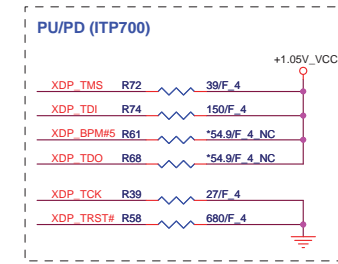 PU/PD (ITP700)
+1.05V_VCC
XDP_TMS R72 39/F_4
XDP_TDI R74 150/F_4
XDP_BPM#5 R61 *54.9/F_4_NC
XDP_TDO R68 *54.9/F_4_NC
XDP_TCK R39 27/F_4
XDP_TRST# R58 680/F_4